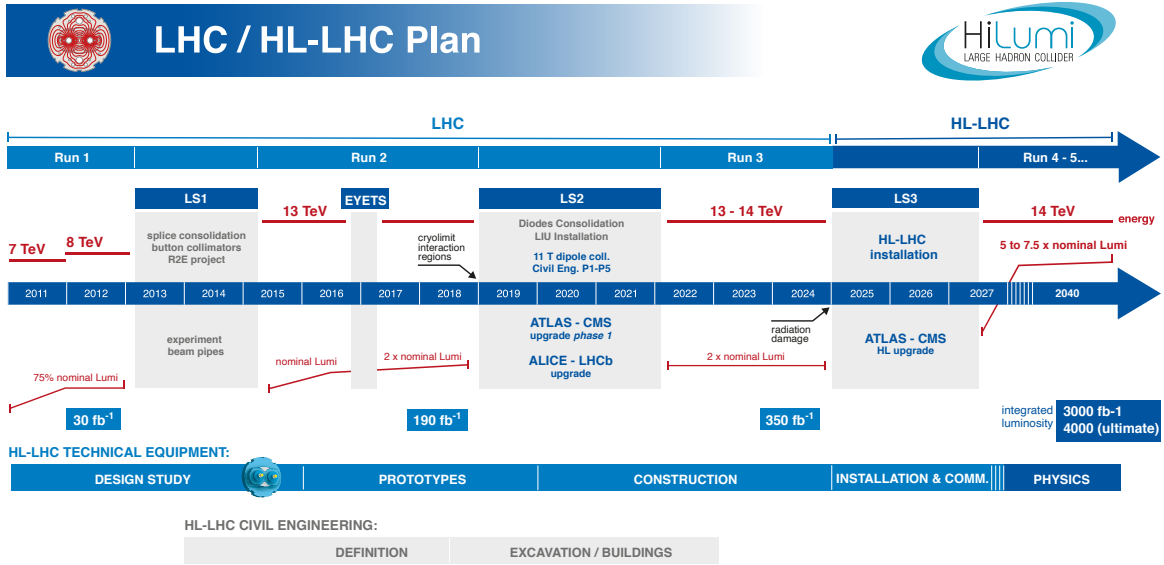 LHC / HL-LHC Plan
HiLumi
LARGE HADRON COLLIDER
LHC
HL-LHC
Run 1
Run 2
Run 3
Run 4 - 5...
LS1
EYETS
LS2
LS3
13 TeV
13 - 14 TeV
14 TeV
energy
7 TeV
8 TeV
splice consolidation
button collimators
R2E project
cryolimit
interaction
regions
Diodes Consolidation
LIU Installation
11 T dipole coll.
Civil Eng. P1-P5
HL-LHC
installation
5 to 7.5 x nominal Lumi
2011
2012
2013
2014
2015
2016
2017
2018
2019
2020
2021
2022
2023
2024
2025
2026
2027
2040
experiment
beam pipes
ATLAS - CMS
upgrade phase 1
ALICE - LHCb
upgrade
radiation
damage
ATLAS - CMS
HL upgrade
75% nominal Lumi
nominal Lumi
2 x nominal Lumi
2 x nominal Lumi
30 fb-1
190 fb-1
350 fb-1
integrated
luminosity
3000 fb-1
4000 (ultimate)
HL-LHC TECHNICAL EQUIPMENT:
DESIGN STUDY
PROTOTYPES
CONSTRUCTION
INSTALLATION & COMM.
PHYSICS
HL-LHC CIVIL ENGINEERING:
DEFINITION
EXCAVATION / BUILDINGS